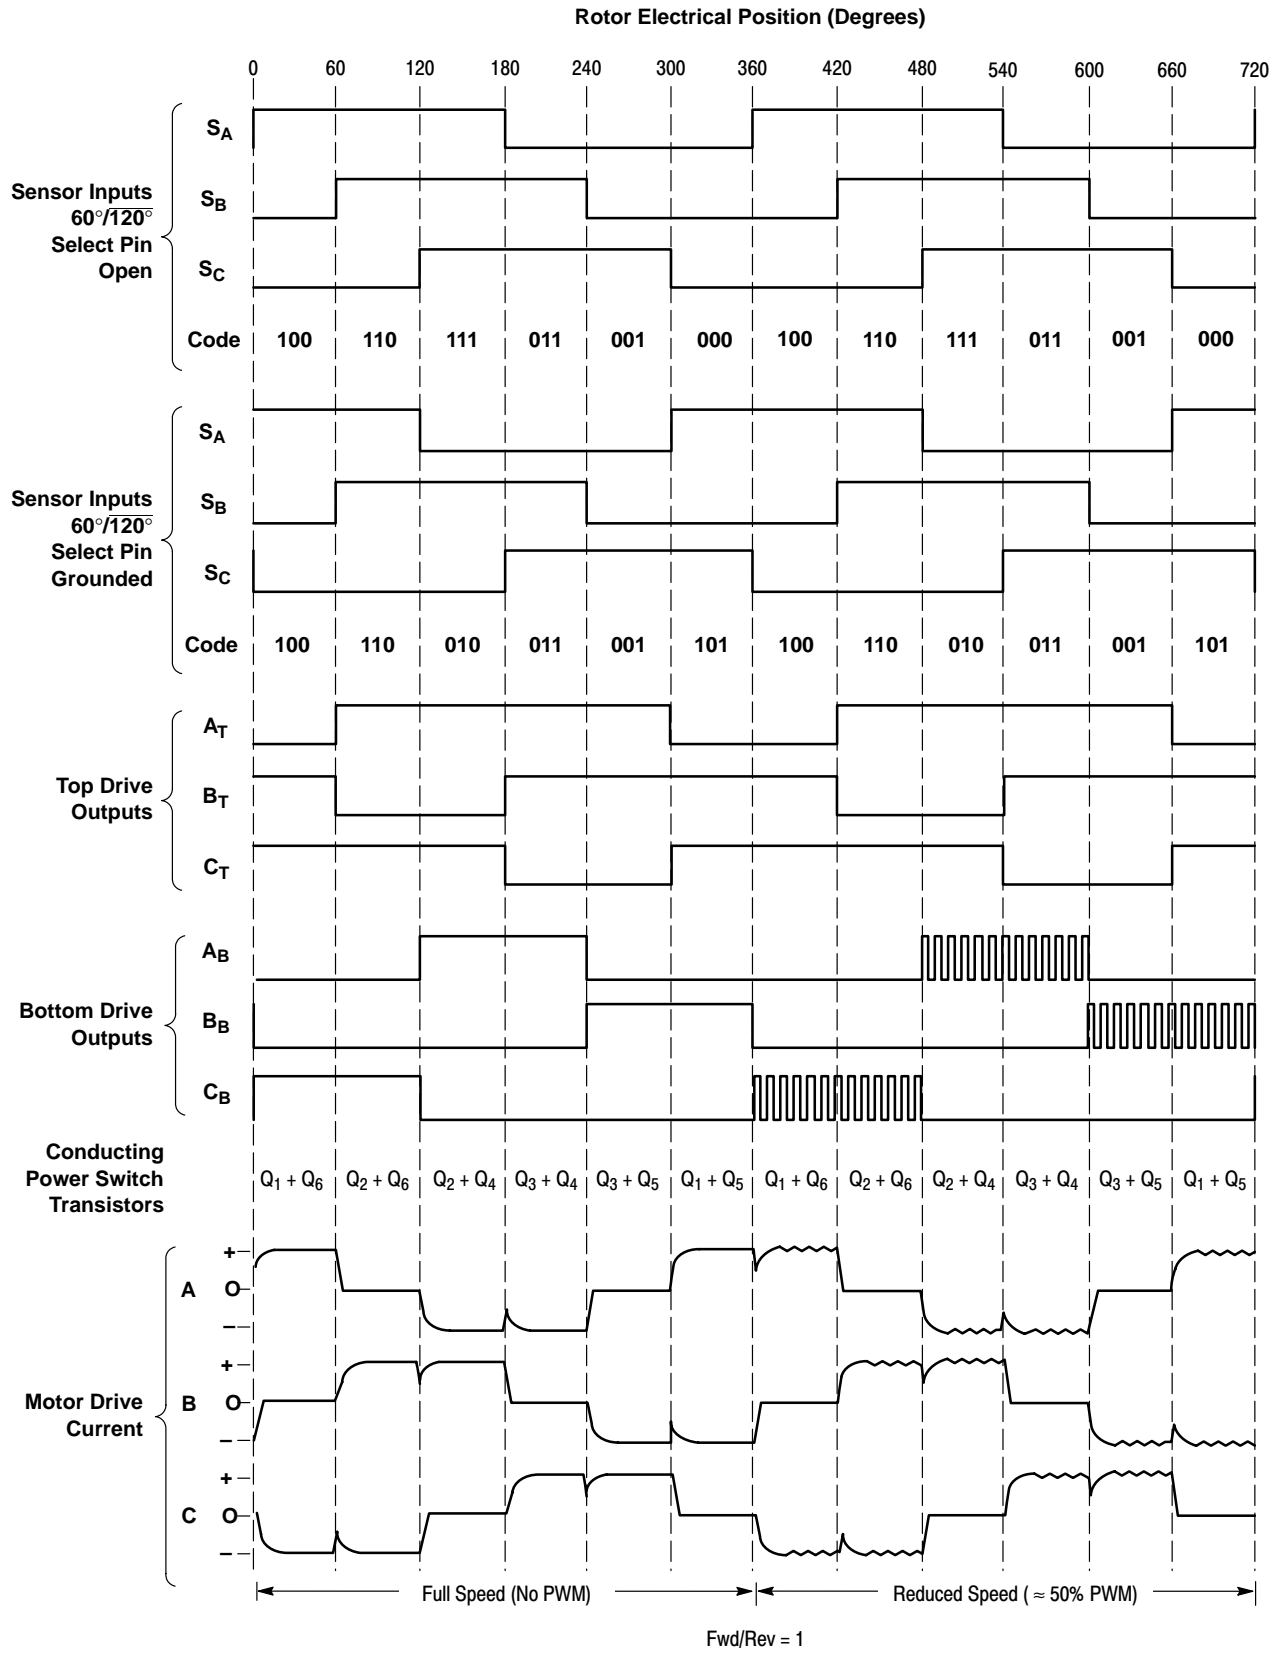 Rotor Electrical Position (Degrees)
0 60 120 180 240 300 360 420 480 540 600 660 720
Sensor Inputs
60°/120°
Select Pin
Open
SA
SB
SC
Code 100 110 111 011 001 000 100 110 111 011 001 000
Sensor Inputs
60°/120°
Select Pin
Grounded
SA
SB
SC
Code 100 110 010 011 001 101 100 110 010 011 001 101
Top Drive
Outputs
AT
BT
CT
Bottom Drive
Outputs
AB
BB
CB
Conducting
Power Switch
Transistors
Q1 + Q6 Q2 + Q6 Q2 + Q4 Q3 + Q4 Q3 + Q5 Q1 + Q5 Q1 + Q6 Q2 + Q6 Q2 + Q4 Q3 + Q4 Q3 + Q5 Q1 + Q5
Motor Drive
Current
+
A O
−
+
B O
−
+
C O
−
Full Speed (No PWM) Reduced Speed ( ≈ 50% PWM)
Fwd/Rev = 1